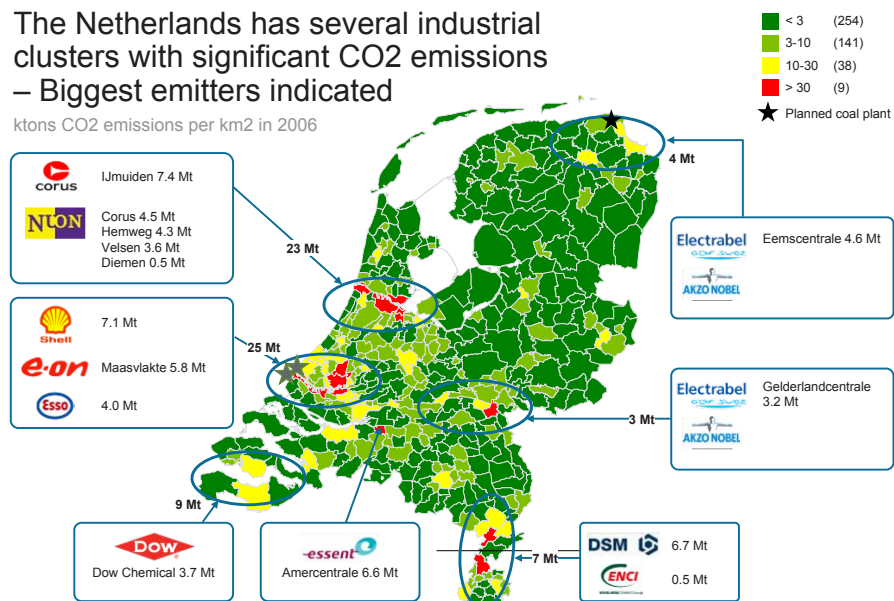 The Netherlands has several industrial
clusters with significant CO2 emissions
– Biggest emitters indicated
ktons CO2 emissions per km2 in 2006
< 3 (254)
3-10 (141)
10-30 (38)
> 30 (9)
Planned coal plant
corus
IJmuiden 7.4 Mt
NUON
Corus 4.5 Mt
Hemweg 4.3 Mt
Velsen 3.6 Mt
Diemen 0.5 Mt
23 Mt
4 Mt
Electrabel
GDF SUEZ
AKZO NOBEL
Eemscentrale 4.6 Mt
Shell
7.1 Mt
e·on
Maasvlakte 5.8 Mt
Esso
4.0 Mt
25 Mt
Electrabel
GDF SUEZ
AKZO NOBEL
Gelderlandcentrale
3.2 Mt
3 Mt
9 Mt
DOW
Dow Chemical 3.7 Mt
essent
Amercentrale 6.6 Mt
7 Mt
DSM
6.7 Mt
ENCI
0.5 Mt